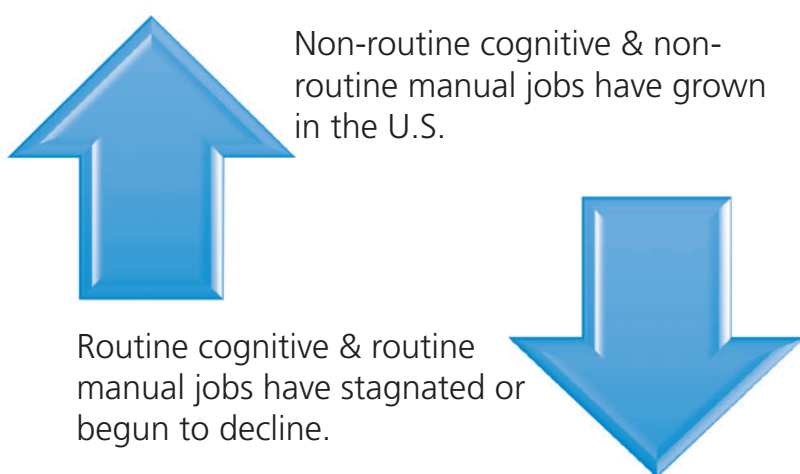 Non-routine cognitive & non-
routine manual jobs have grown
in the U.S.
Routine cognitive & routine
manual jobs have stagnated or
begun to decline.